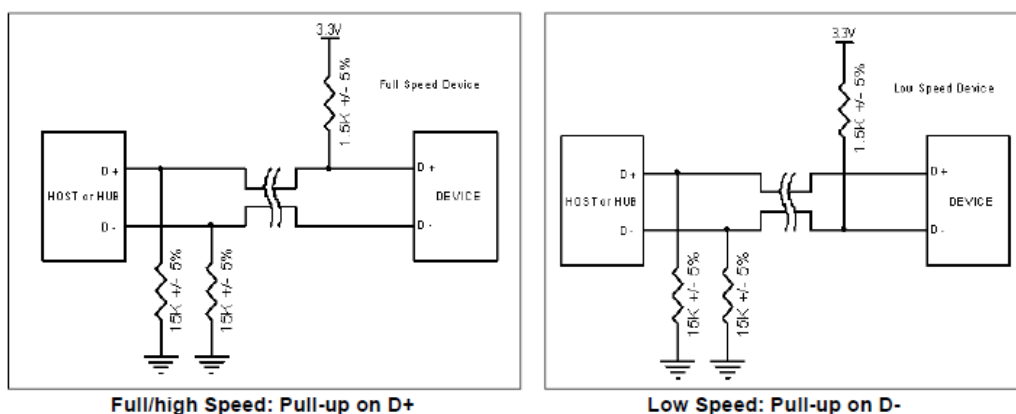 3.3V
1.5K +/- 5%
Full Speed Device
D+
D+
HOST or HUB
DEVICE
D-
D-
15K +/- 5%
15K +/- 5%
Full/high Speed: Pull-up on D+
3.3V
1.5K +/- 5%
Low Speed Device
D+
D+
HOST or HUB
DEVICE
D-
D-
15K +/- 5%
15K +/- 5%
Low Speed: Pull-up on D-